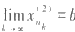 lim x_{n_k}^{(2)} = b